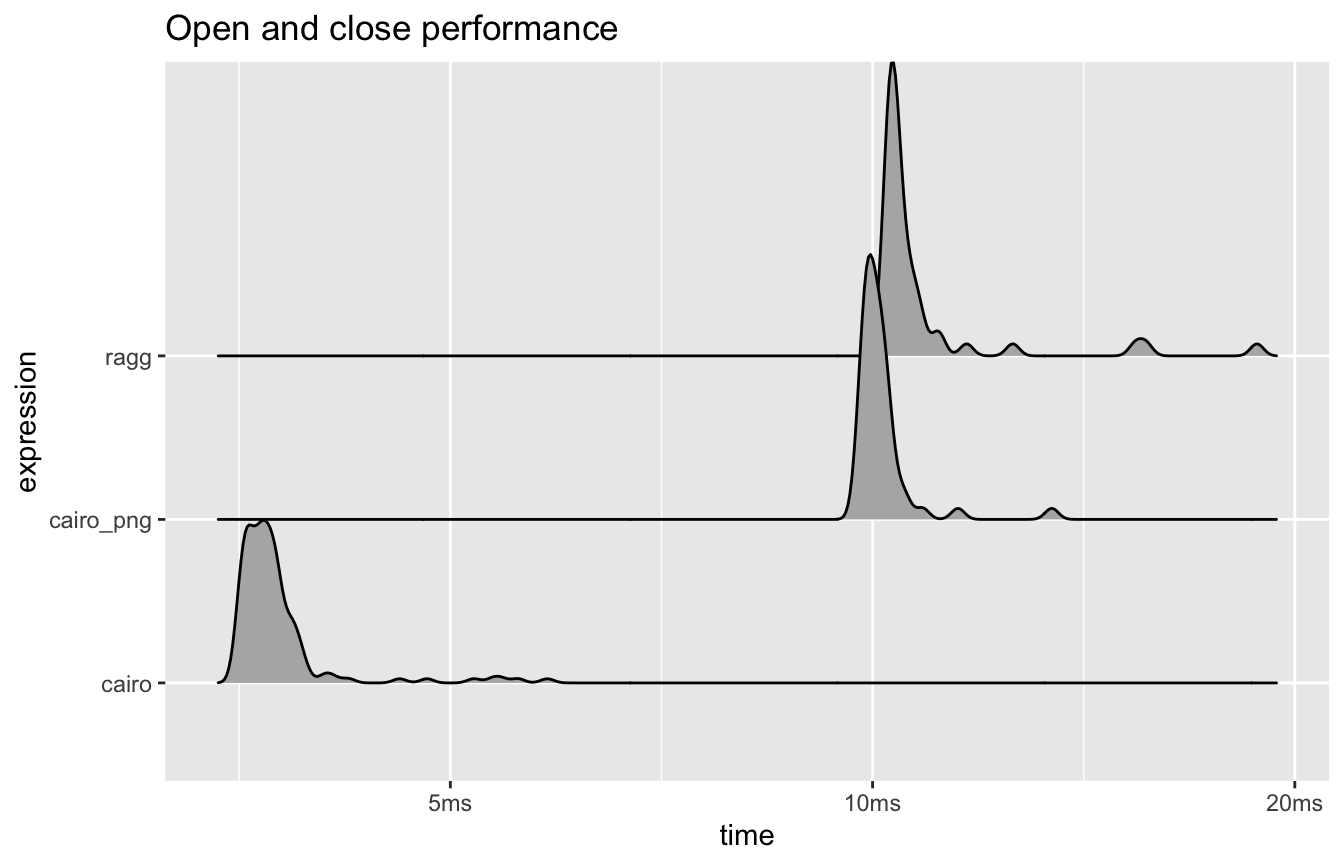 Open and close performance
expression
ragg
cairo_png
cairo
5ms
10ms
20ms
time